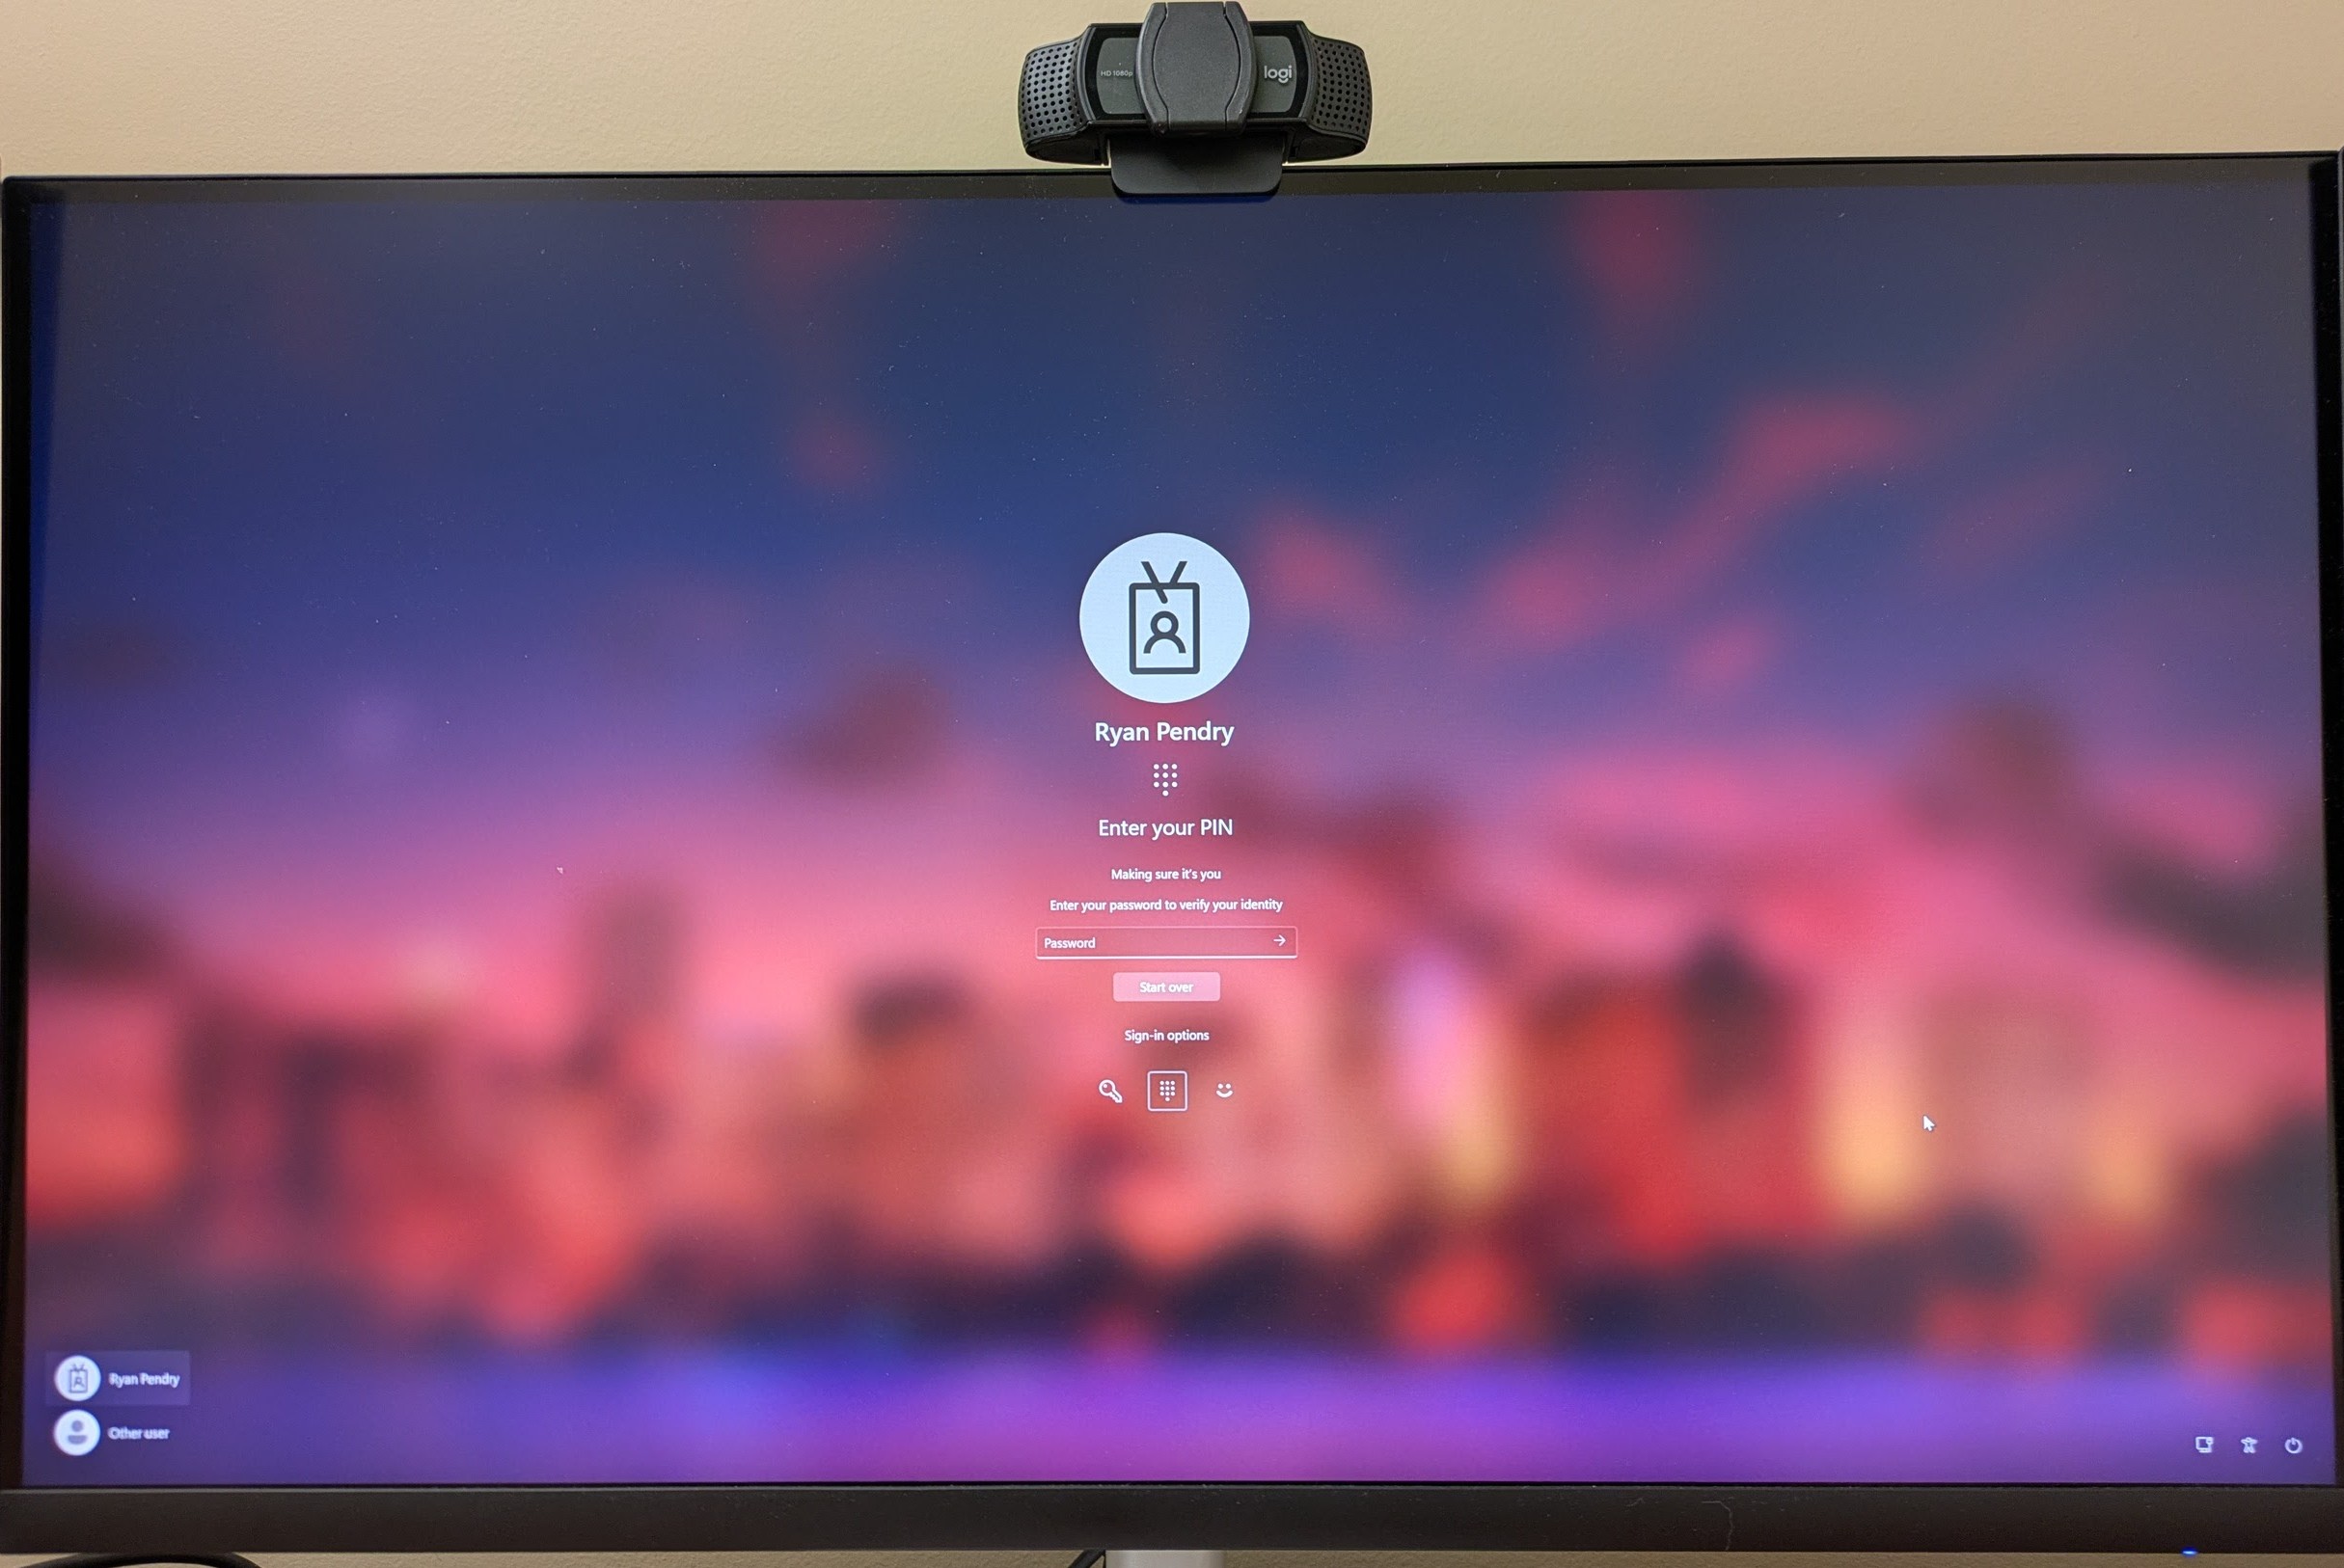 HD 1080p
logi
Ryan Pendry
Enter your PIN
Making sure it's you
Enter your password to verify your identity
Password
Start over
Sign-in options
Ryan Pendry
Other user